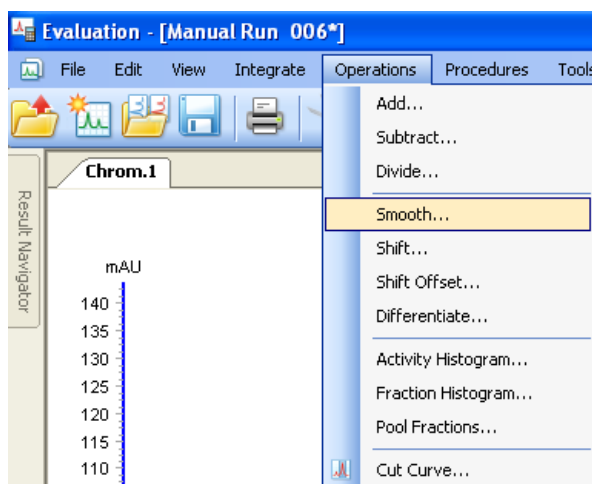 Evaluation - [Manual Run 006*]
File Edit View Integrate Operations Procedures Tools
Add...
Subtract...
Divide...
Chrom.1
Smooth...
Shift...
Shift Offset...
Differentiate...
Activity Histogram...
Fraction Histogram...
Pool Fractions...
Cut Curve...
Result Navigator
mAU
140
135
130
125
120
115
110